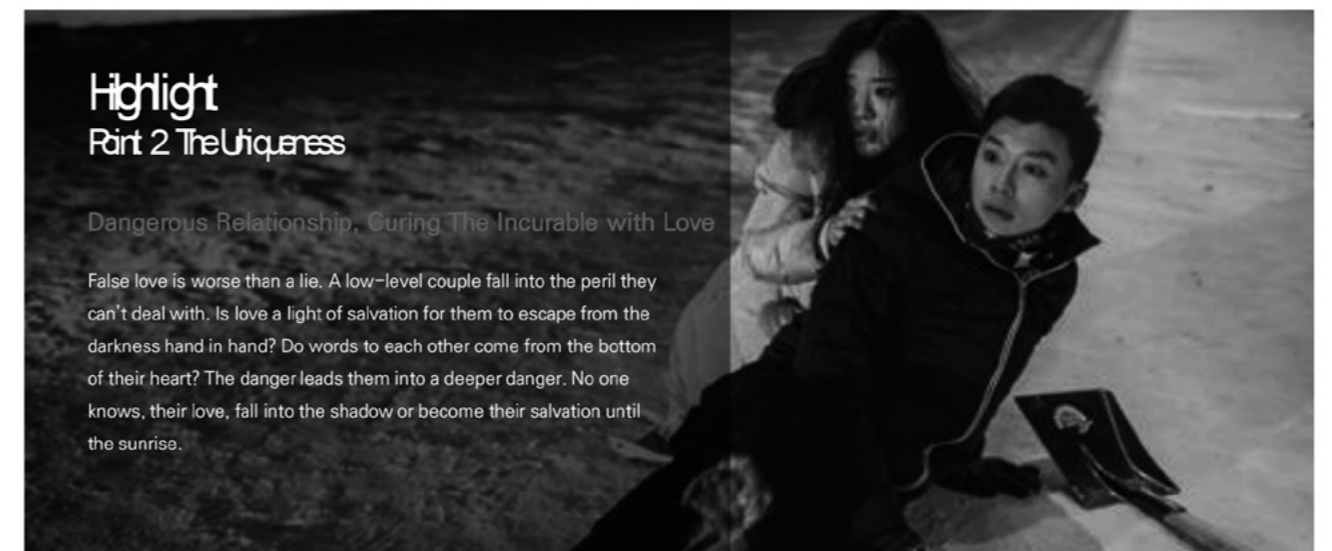 Highlight
Point 2. The Uniqueness
Dangerous Relationship, Curing The Incurable with Love
False love is worse than a lie. A low-level couple fall into the peril they
can't deal with. Is love a light of salvation for them to escape from the
darkness hand in hand? Do words to each other come from the bottom
of their heart? The danger leads them into a deeper danger. No one
knows, their love, fall into the shadow or become their salvation until
the sunrise.